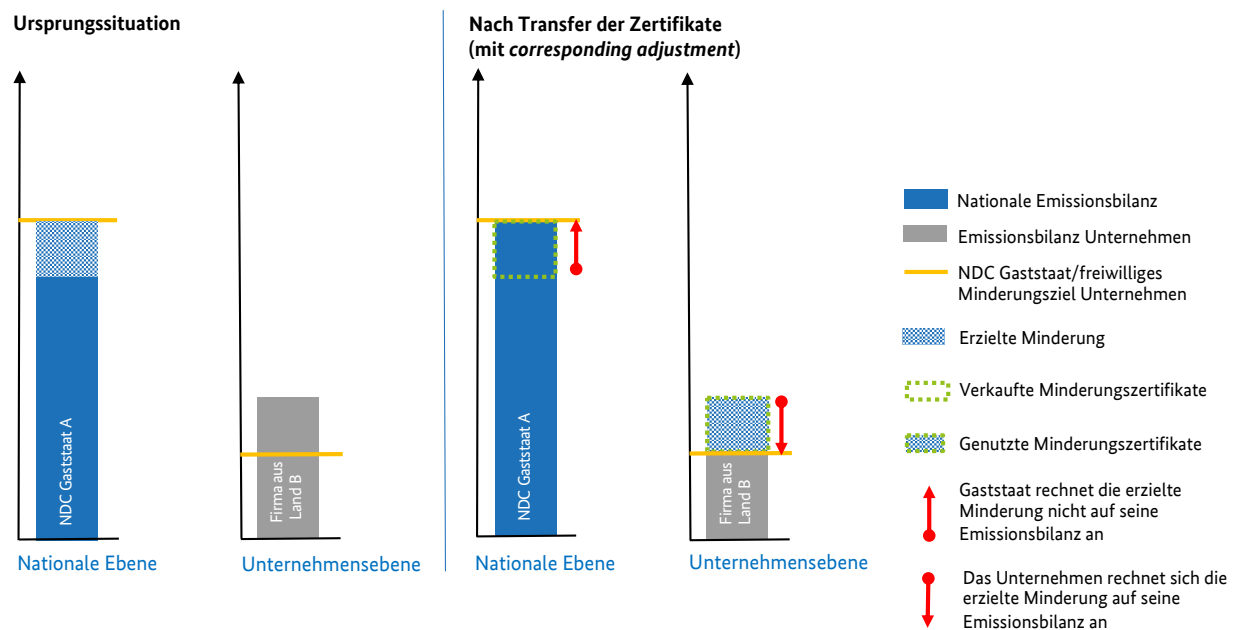 Ursprungssituation
NDC Gaststaat A
Nationale Ebene
Firma aus
Land B
Unternehmensebene
Nach Transfer der Zertifikate
(mit corresponding adjustment)
NDC Gaststaat A
Nationale Ebene
Firma aus
Land B
Unternehmensebene
Nationale Emissionsbilanz
Emissionsbilanz Unternehmen
NDC Gaststaat/freiwilliges
Minderungsziel Unternehmen
Erzielte Minderung
Verkaufte Minderungszertifikate
Genutzte Minderungszertifikate
Gaststaat rechnet die erzielte
Minderung nicht auf seine
Emissionsbilanz an
Das Unternehmen rechnet sich die
erzielte Minderung auf seine
Emissionsbilanz an